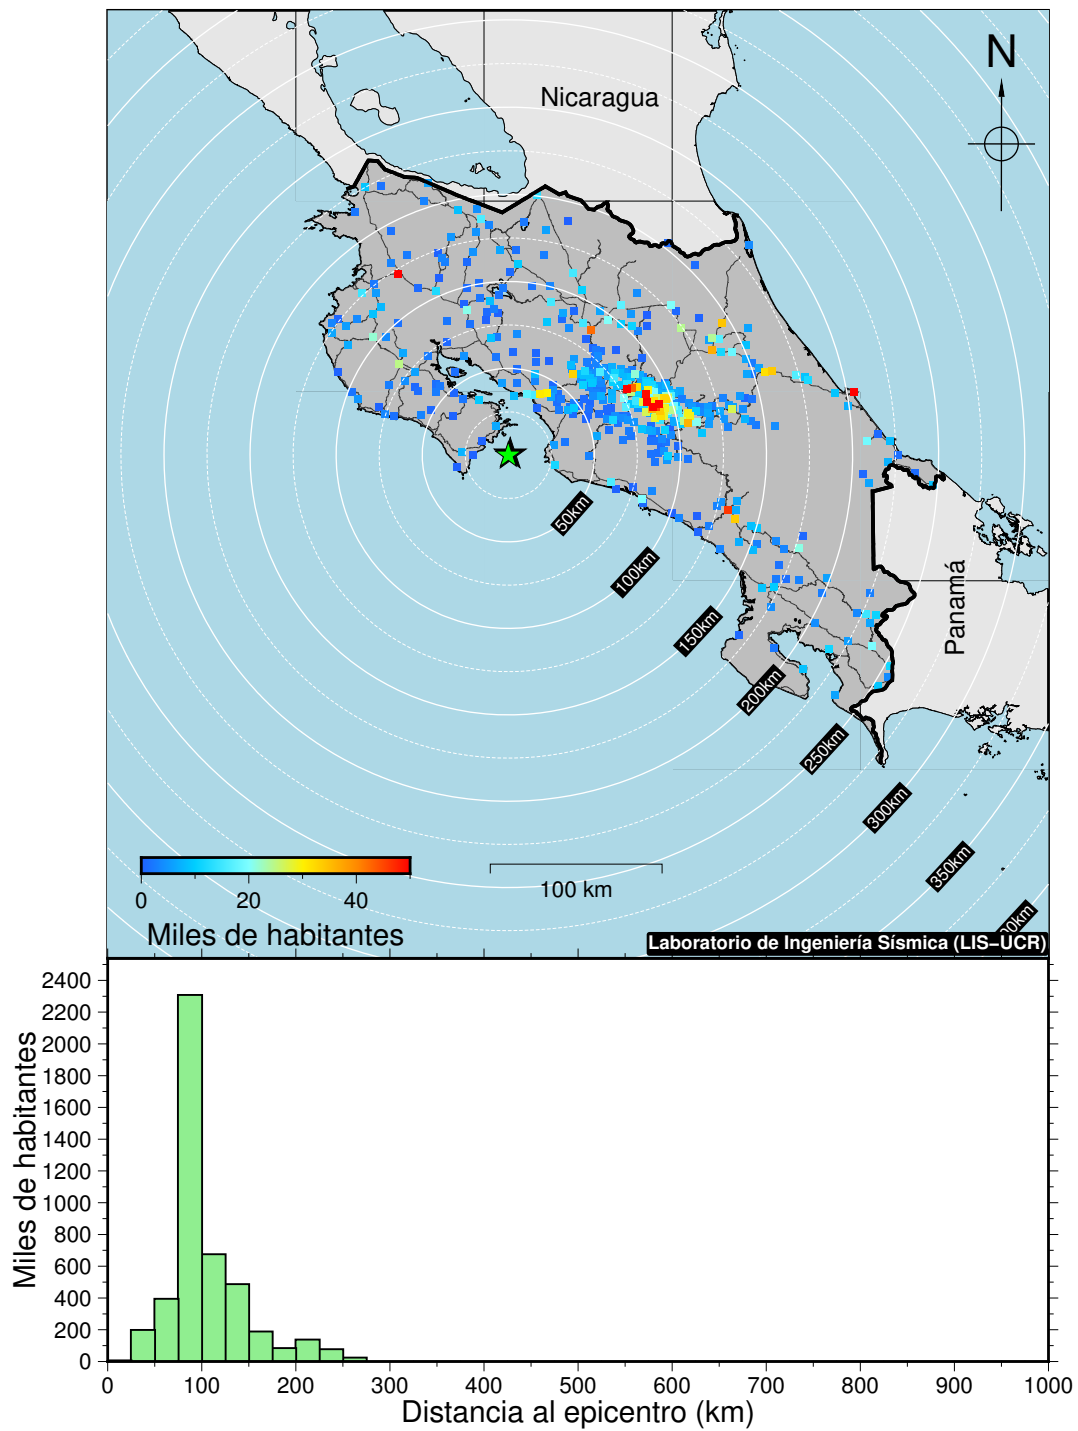 N
Nicaragua
Panamá
50km
100km
150km
200km
250km
300km
350km
00km
0 20 40
Miles de habitantes
100 km
Laboratorio de Ingeniería Sísmica (LIS−UCR)
Miles de habitantes
2400
2200
2000
1800
1600
1400
1200
1000
800
600
400
200
0
0 100 200 300 400 500 600 700 800 900 1000
Distancia al epicentro (km)